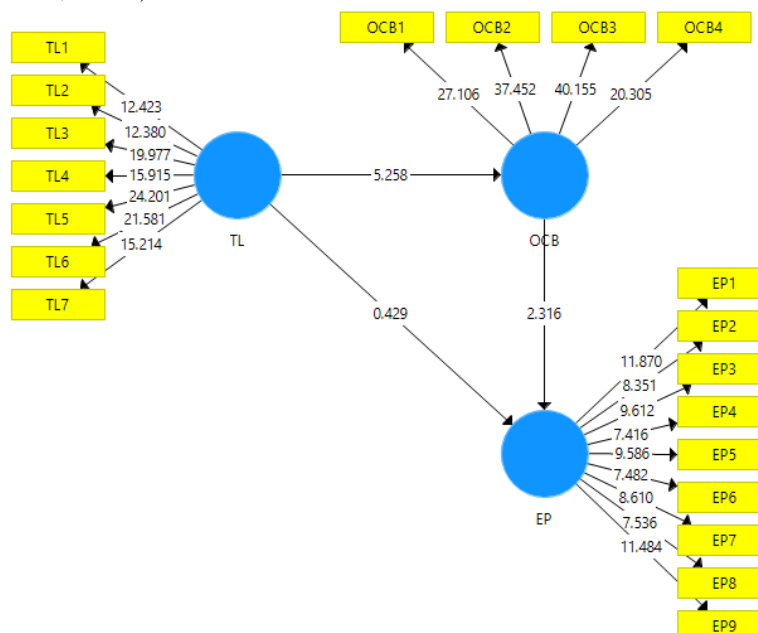 OCB1
OCB2
OCB3
OCB4
TL1
TL2
TL3
TL4
TL5
TL6
TL7
27.106
37.452
40.155
20.305
12.423
12.380
19.977
15.915
24.201
21.581
15.214
TL
5.258
OCB
0.429
2.316
EP1
EP2
EP3
EP4
EP5
EP6
EP7
EP8
EP9
11.870
8.351
9.612
7.416
9.586
7.482
8.610
7.536
11.484
EP